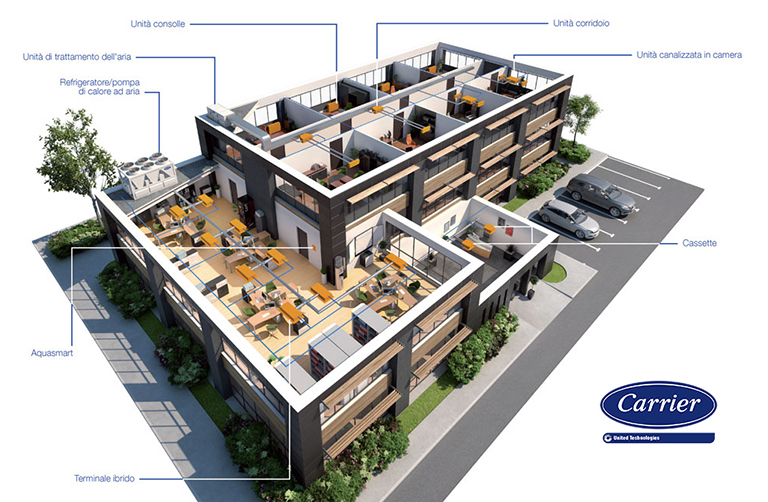 Unità consolle
Unità corridoio
Unità di trattamento dell'aria
Unità canalizzata in camera
Refrigeratore/pompa
di calore ad aria
Cassette
Aquasmart
Carrier
United Technologies
Terminale ibrido